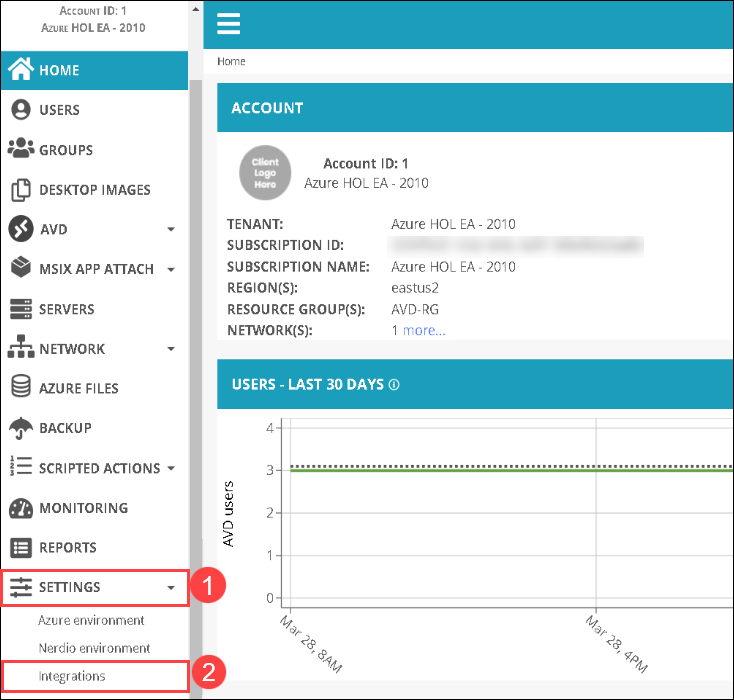 ACCOUNT ID: 1
AZURE HOL EA - 2010
HOME
USERS
GROUPS
DESKTOP IMAGES
AVD
MSIX APP ATTACH
SERVERS
NETWORK
AZURE FILES
BACKUP
SCRIPTED ACTIONS
MONITORING
REPORTS
SETTINGS
1
Azure environment
Nerdio environment
Integrations
2
Home
ACCOUNT
Client
Logo
Here
Account ID: 1
Azure HOL EA - 2010
TENANT: Azure HOL EA - 2010
SUBSCRIPTION ID:
SUBSCRIPTION NAME: Azure HOL EA - 2010
REGION(S): eastus2
RESOURCE GROUP(S): AVD-RG
NETWORK(S): 1 more...
USERS - LAST 30 DAYS
AVD users
4
3
2
1
0
Mar 28, 8AM
Mar 28, 4PM